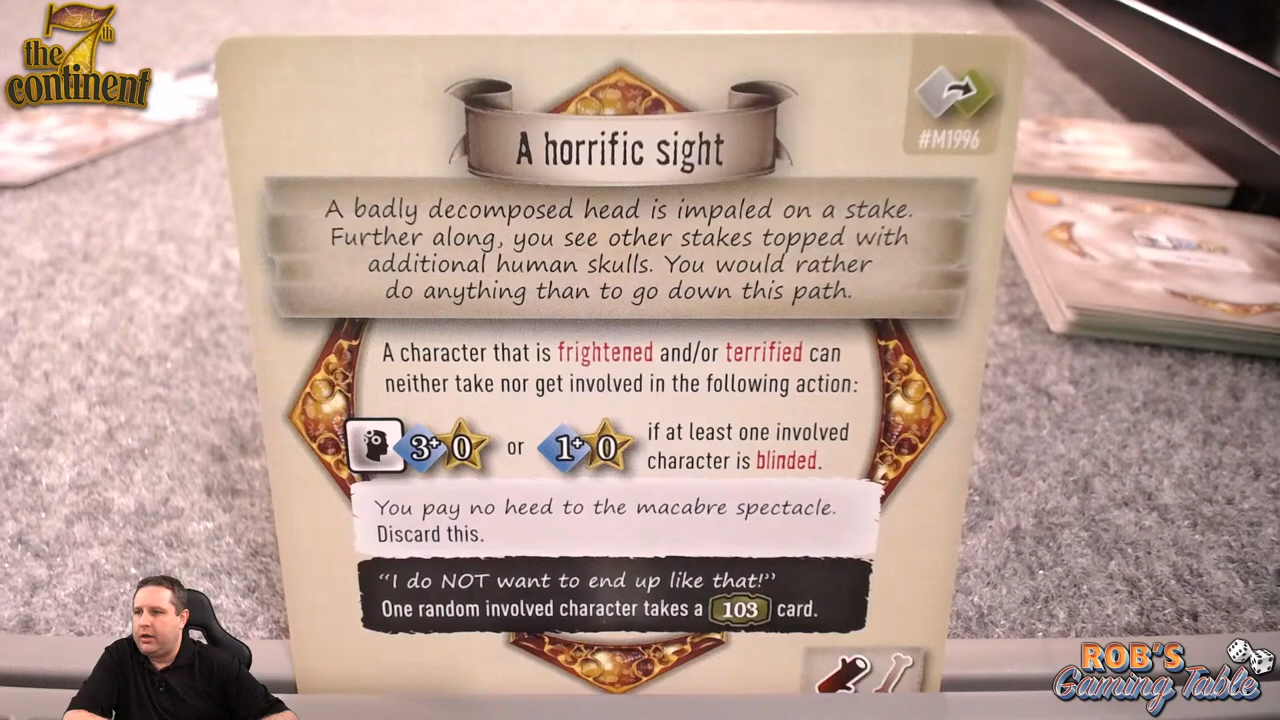 the 7th continent
#M1996
A horrific sight
A badly decomposed head is impaled on a stake.
Further along, you see other stakes topped with
additional human skulls. You would rather
do anything than to go down this path.
A character that is frightened and/or terrified can
neither take nor get involved in the following action:
3+ 0 or 1+ 0 if at least one involved
character is blinded.
You pay no heed to the macabre spectacle.
Discard this.
“I do NOT want to end up like that!”
One random involved character takes a 103 card.
ROB'S
Gaming Table